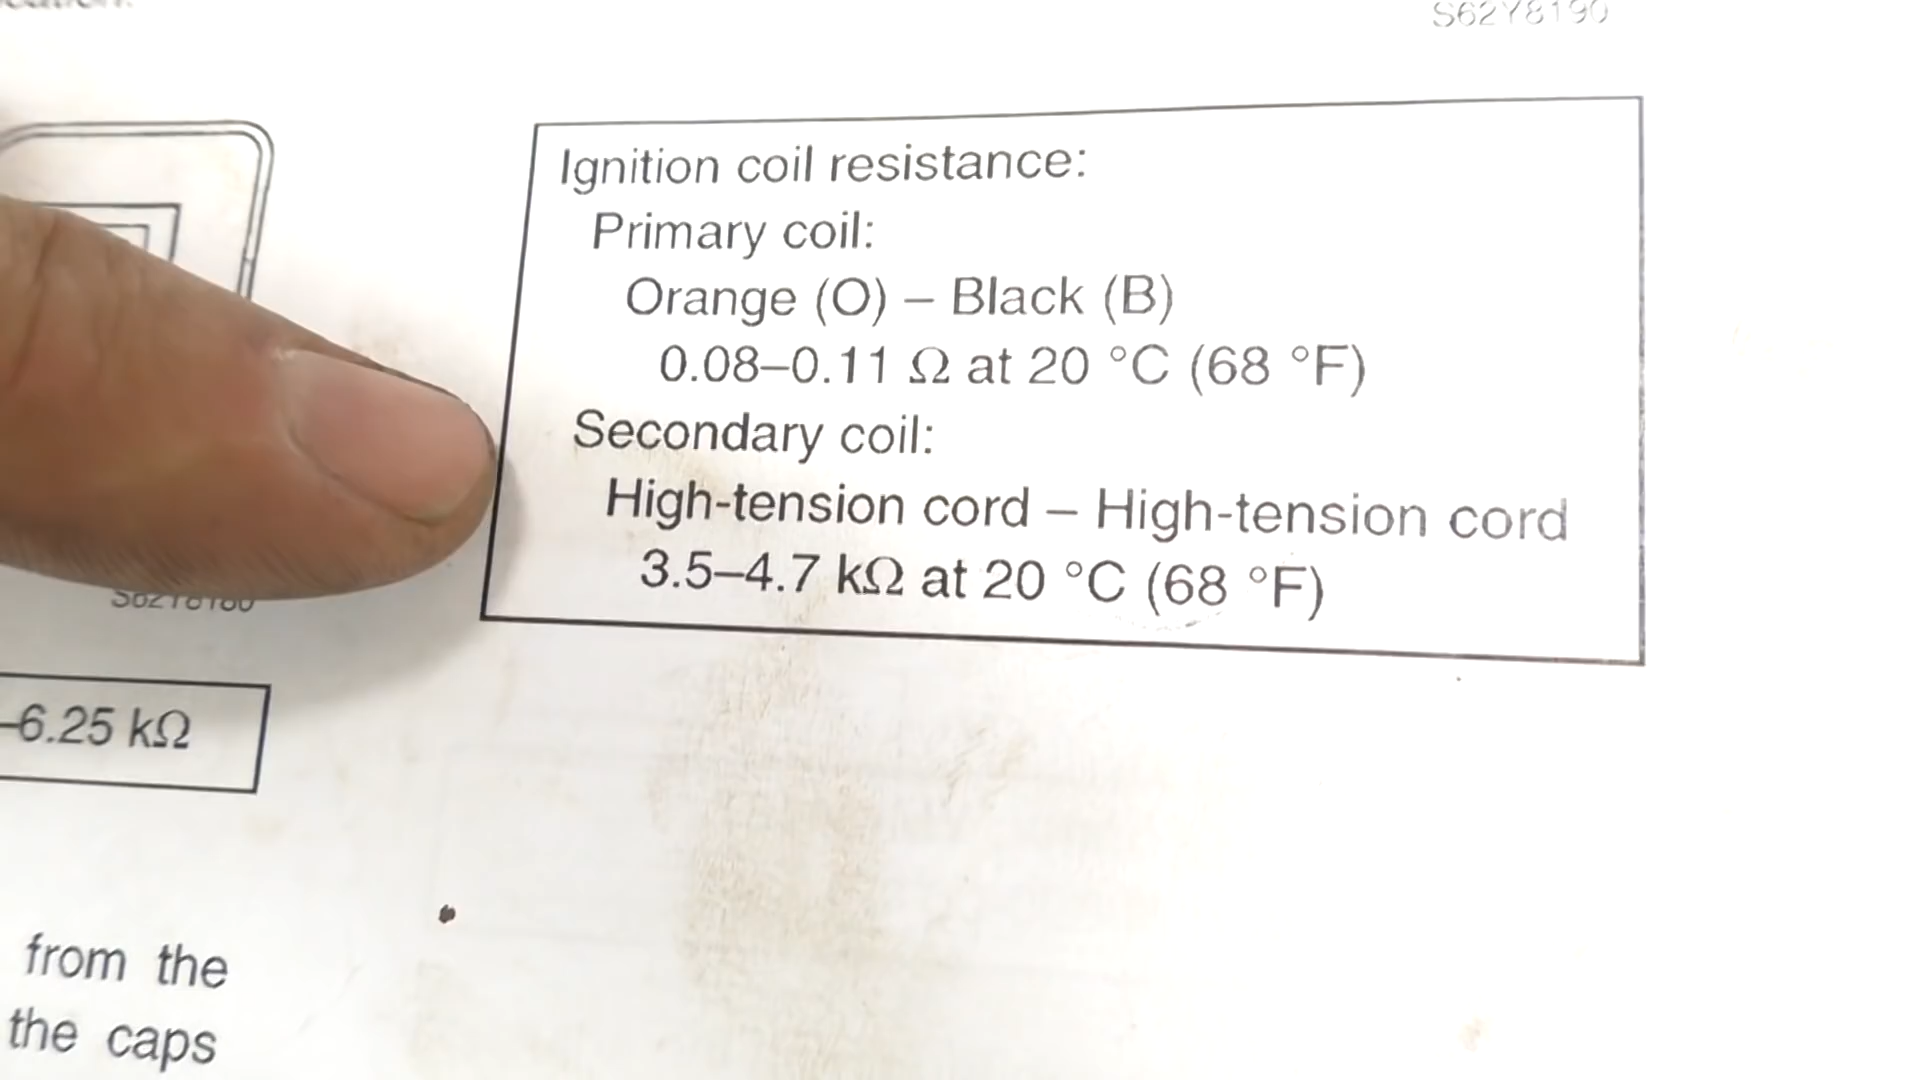 S62Y8190
Ignition coil resistance:
Primary coil:
Orange (O) – Black (B)
0.08–0.11 Ω at 20 °C (68 °F)
Secondary coil:
High-tension cord – High-tension cord
3.5–4.7 kΩ at 20 °C (68 °F)
–6.25 kΩ
from the
the caps